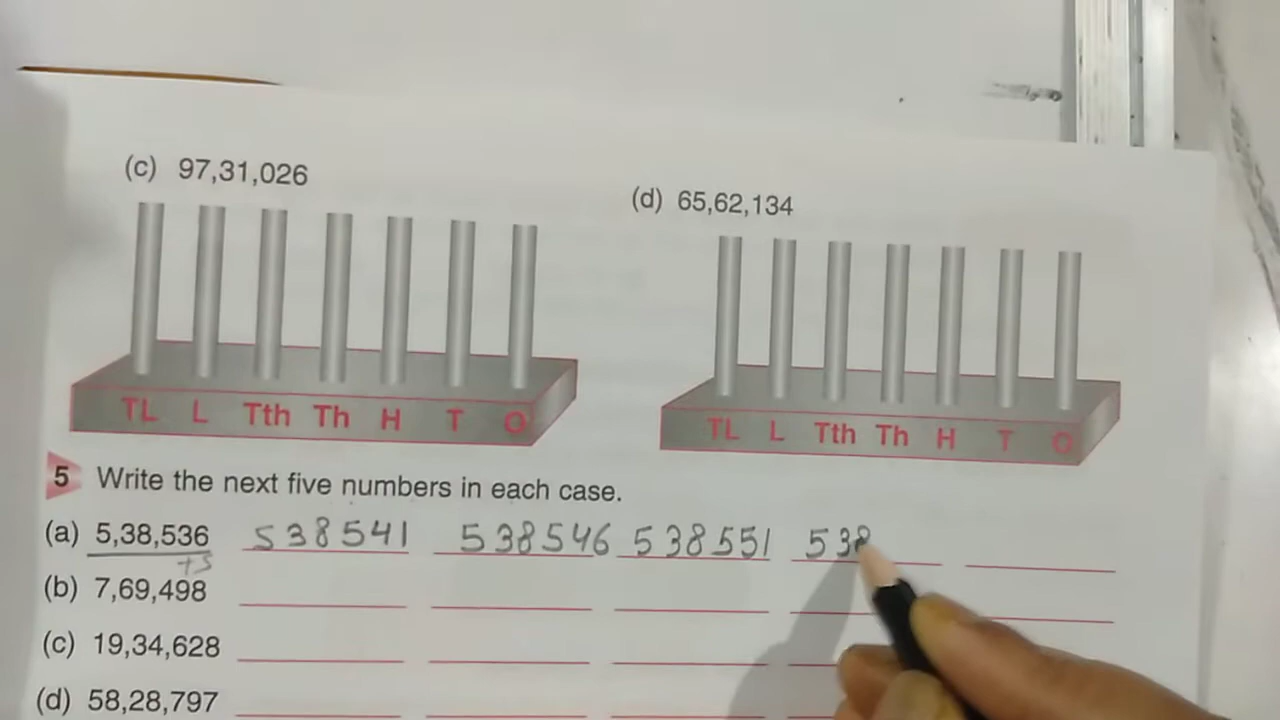 (c) 97,31,026
(d) 65,62,134
TL L Tth Th H T O
TL L Tth Th H T O
5 Write the next five numbers in each case.
(a) 5,38,536 538541 538546 538551 538
+5
(b) 7,69,498
(c) 19,34,628
(d) 58,28,797